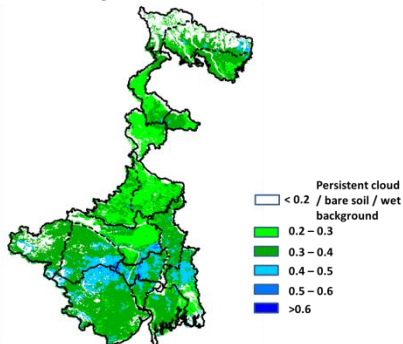 Persistent cloud
< 0.2 / bare soil / wet
background
0.2 – 0.3
0.3 – 0.4
0.4 – 0.5
0.5 – 0.6
>0.6